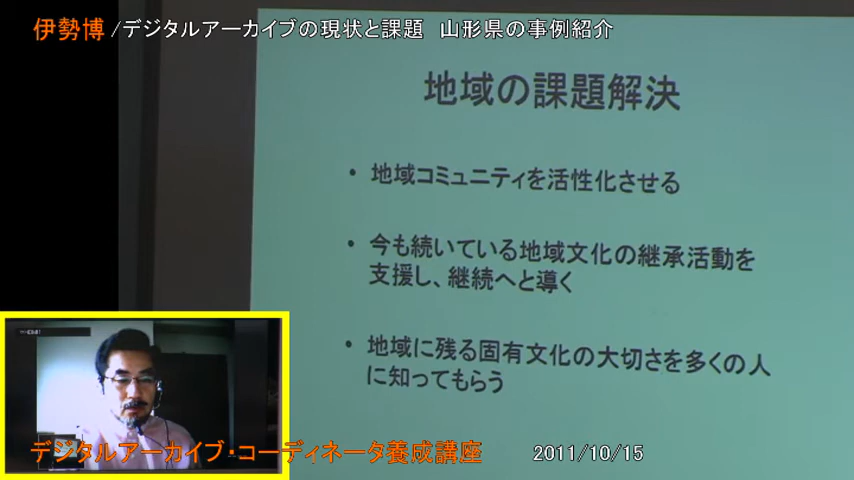 伊勢博/デジタルアーカイブの現状と課題 山形県の事例紹介
地域の課題解決
・地域コミュニティを活性化させる
・今も続いている地域文化の継承活動を
支援し、継続へと導く
・地域に残る固有文化の大切さを多くの人
に知ってもらう
デジタルアーカイブ・コーディネータ養成講座 2011/10/15